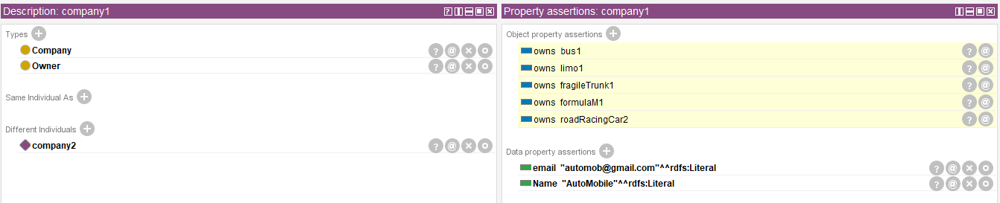 Description: company1
Types
Company
Owner
Same Individual As
Different Individuals
company2
Property assertions: company1
Object property assertions
owns bus1
owns limo1
owns fragileTrunk1
owns formulaM1
owns roadRacingCar2
Data property assertions
email "automob@gmail.com"^^rdfs:Literal
Name "AutoMobile"^^rdfs:Literal